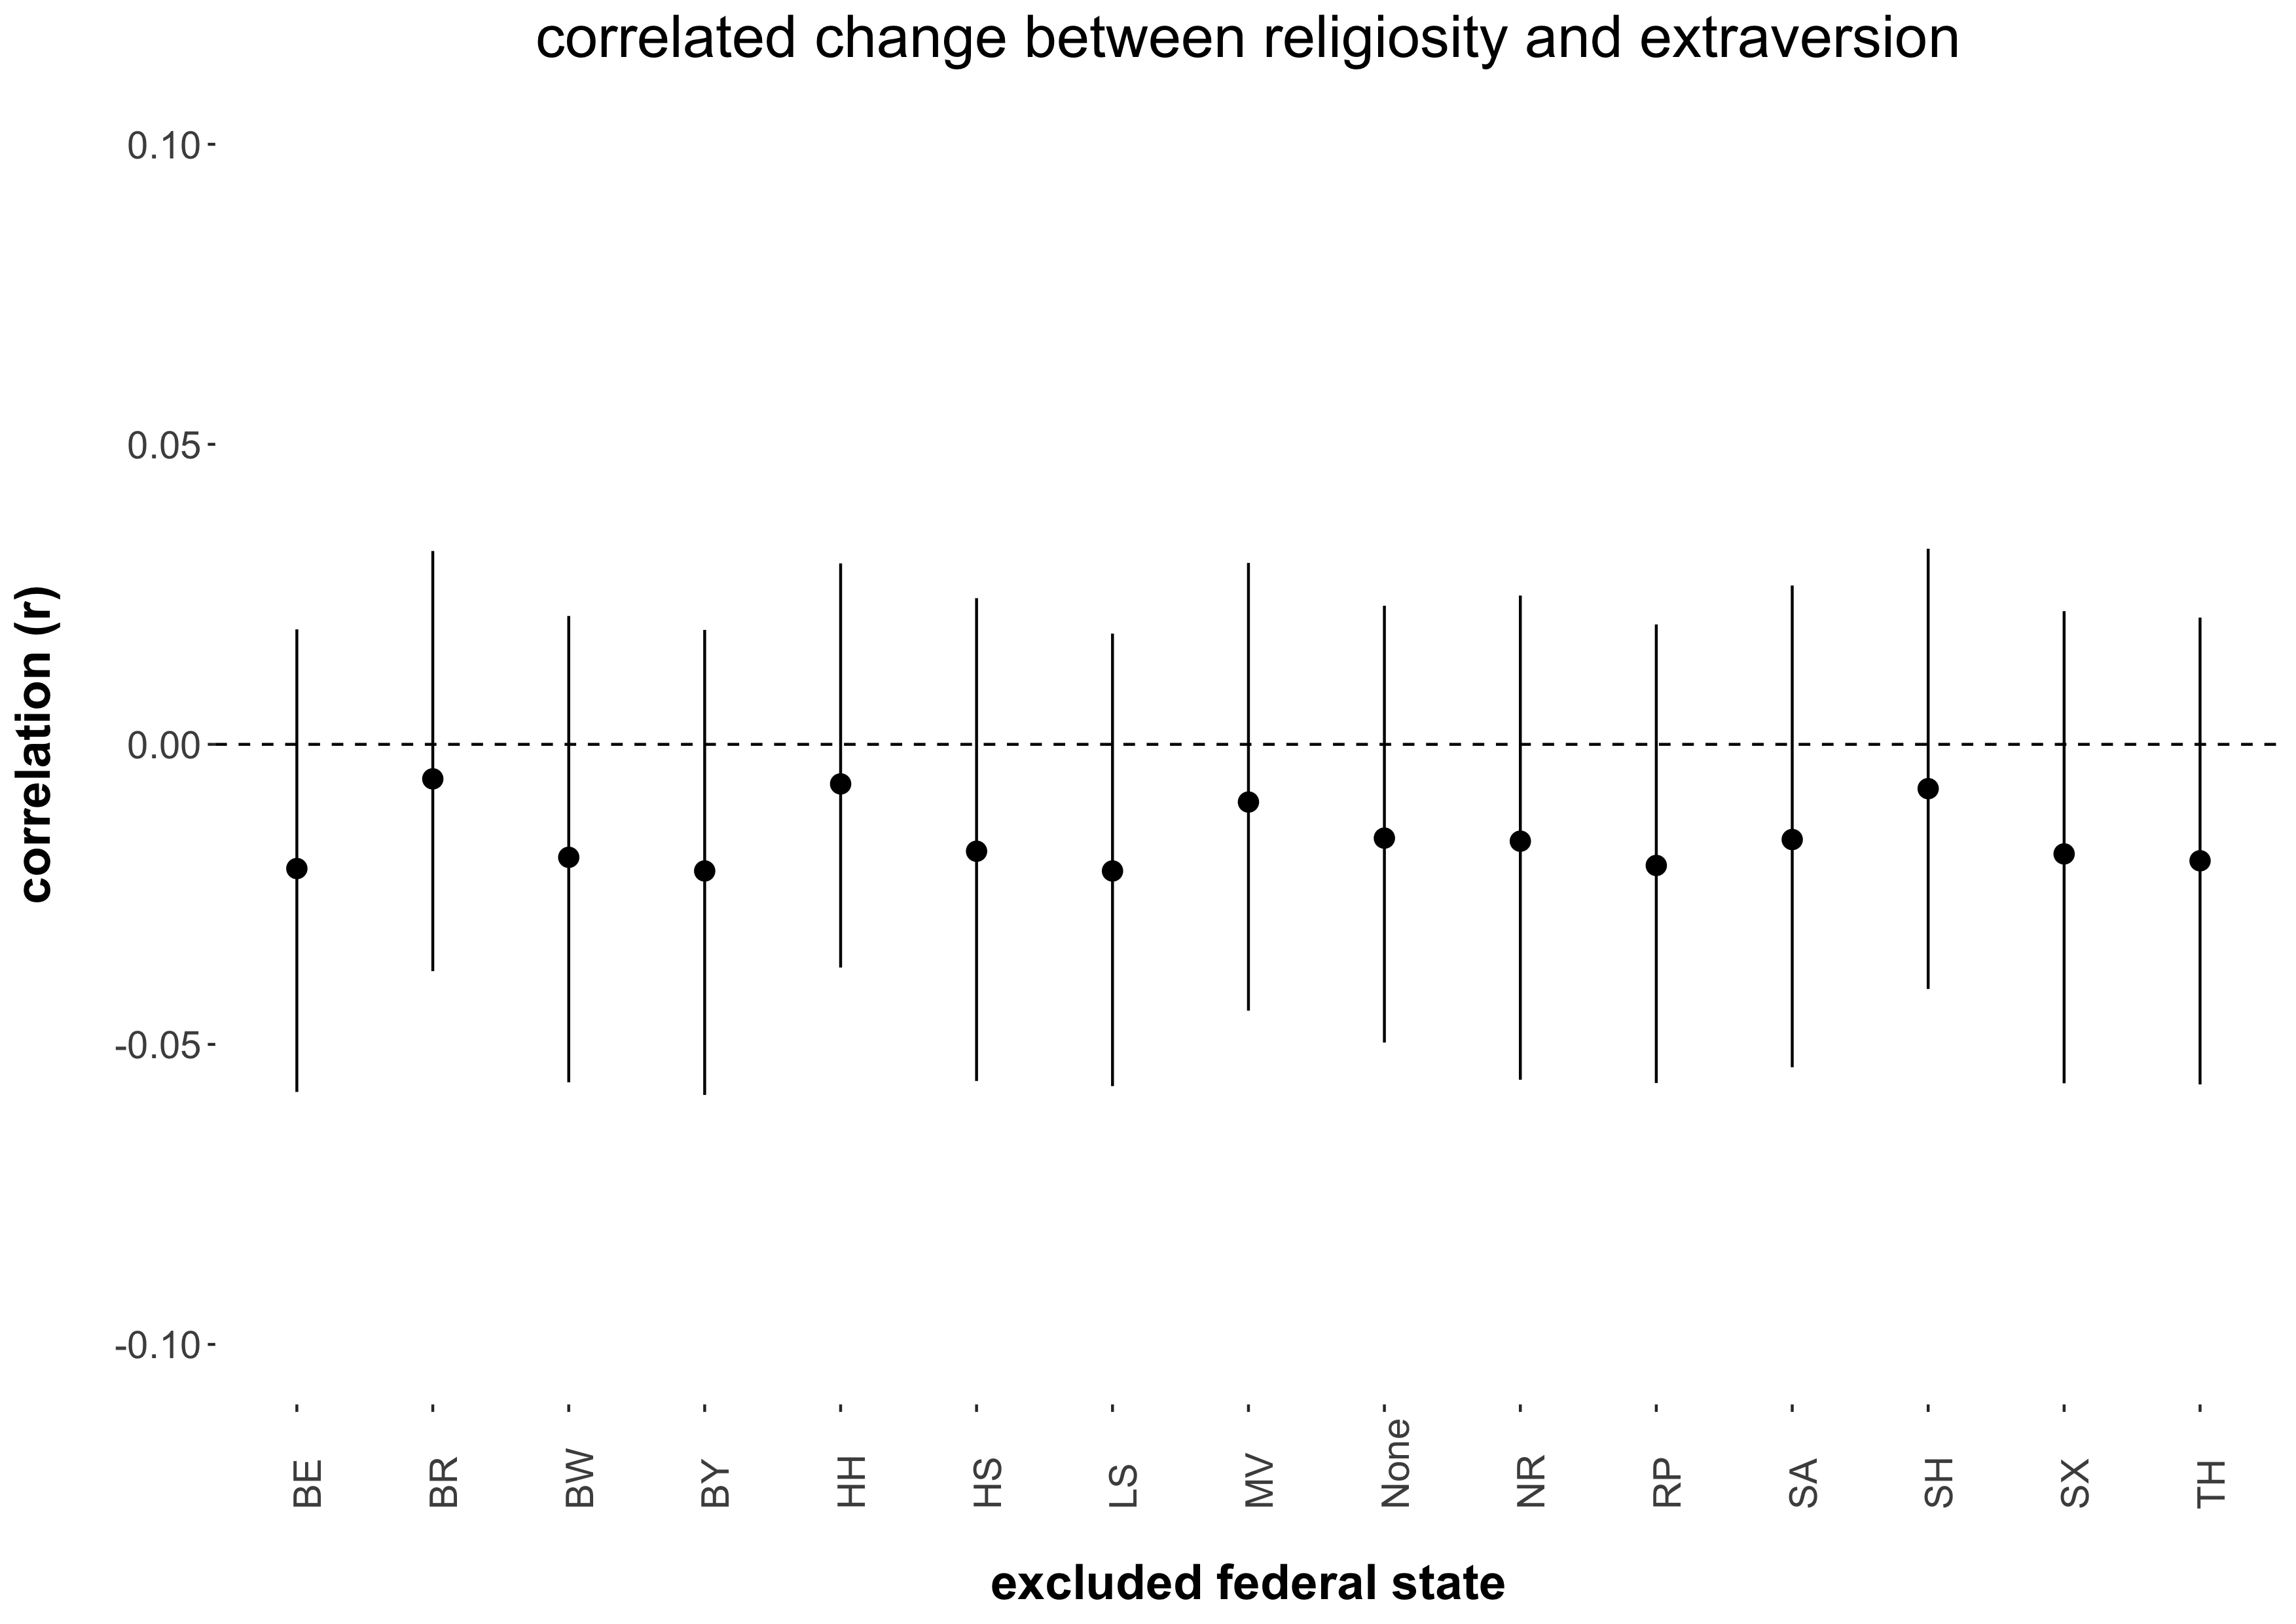 correlated change between religiosity and extraversion
0.10
0.05
0.00
-0.05
-0.10
correlation (r)
BE
BR
BW
BY
HH
HS
LS
MV
None
NR
RP
SA
SH
SX
TH
excluded federal state